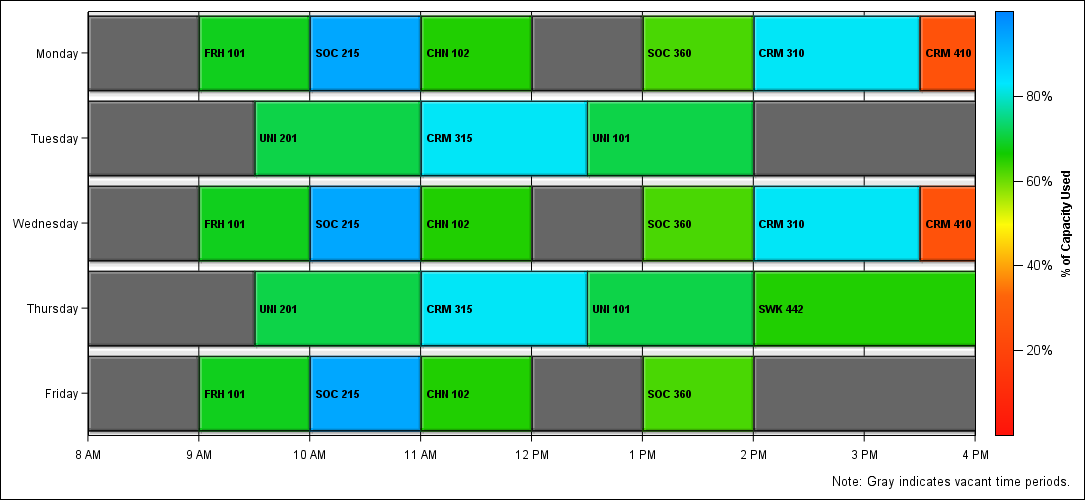 Monday FRH 101 SOC 215 CHN 102 SOC 360 CRM 310 CRM 410
80%
Tuesday UNI 201 CRM 315 UNI 101
60%
% of Capacity Used
Wednesday FRH 101 SOC 215 CHN 102 SOC 360 CRM 310 CRM 410
40%
Thursday UNI 201 CRM 315 UNI 101 SWK 442
20%
Friday FRH 101 SOC 215 CHN 102 SOC 360
8 AM 9 AM 10 AM 11 AM 12 PM 1 PM 2 PM 3 PM 4 PM
Note: Gray indicates vacant time periods.